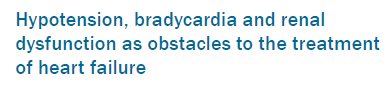 Hypotension, bradycardia and renal
dysfunction as obstacles to the treatment
of heart failure